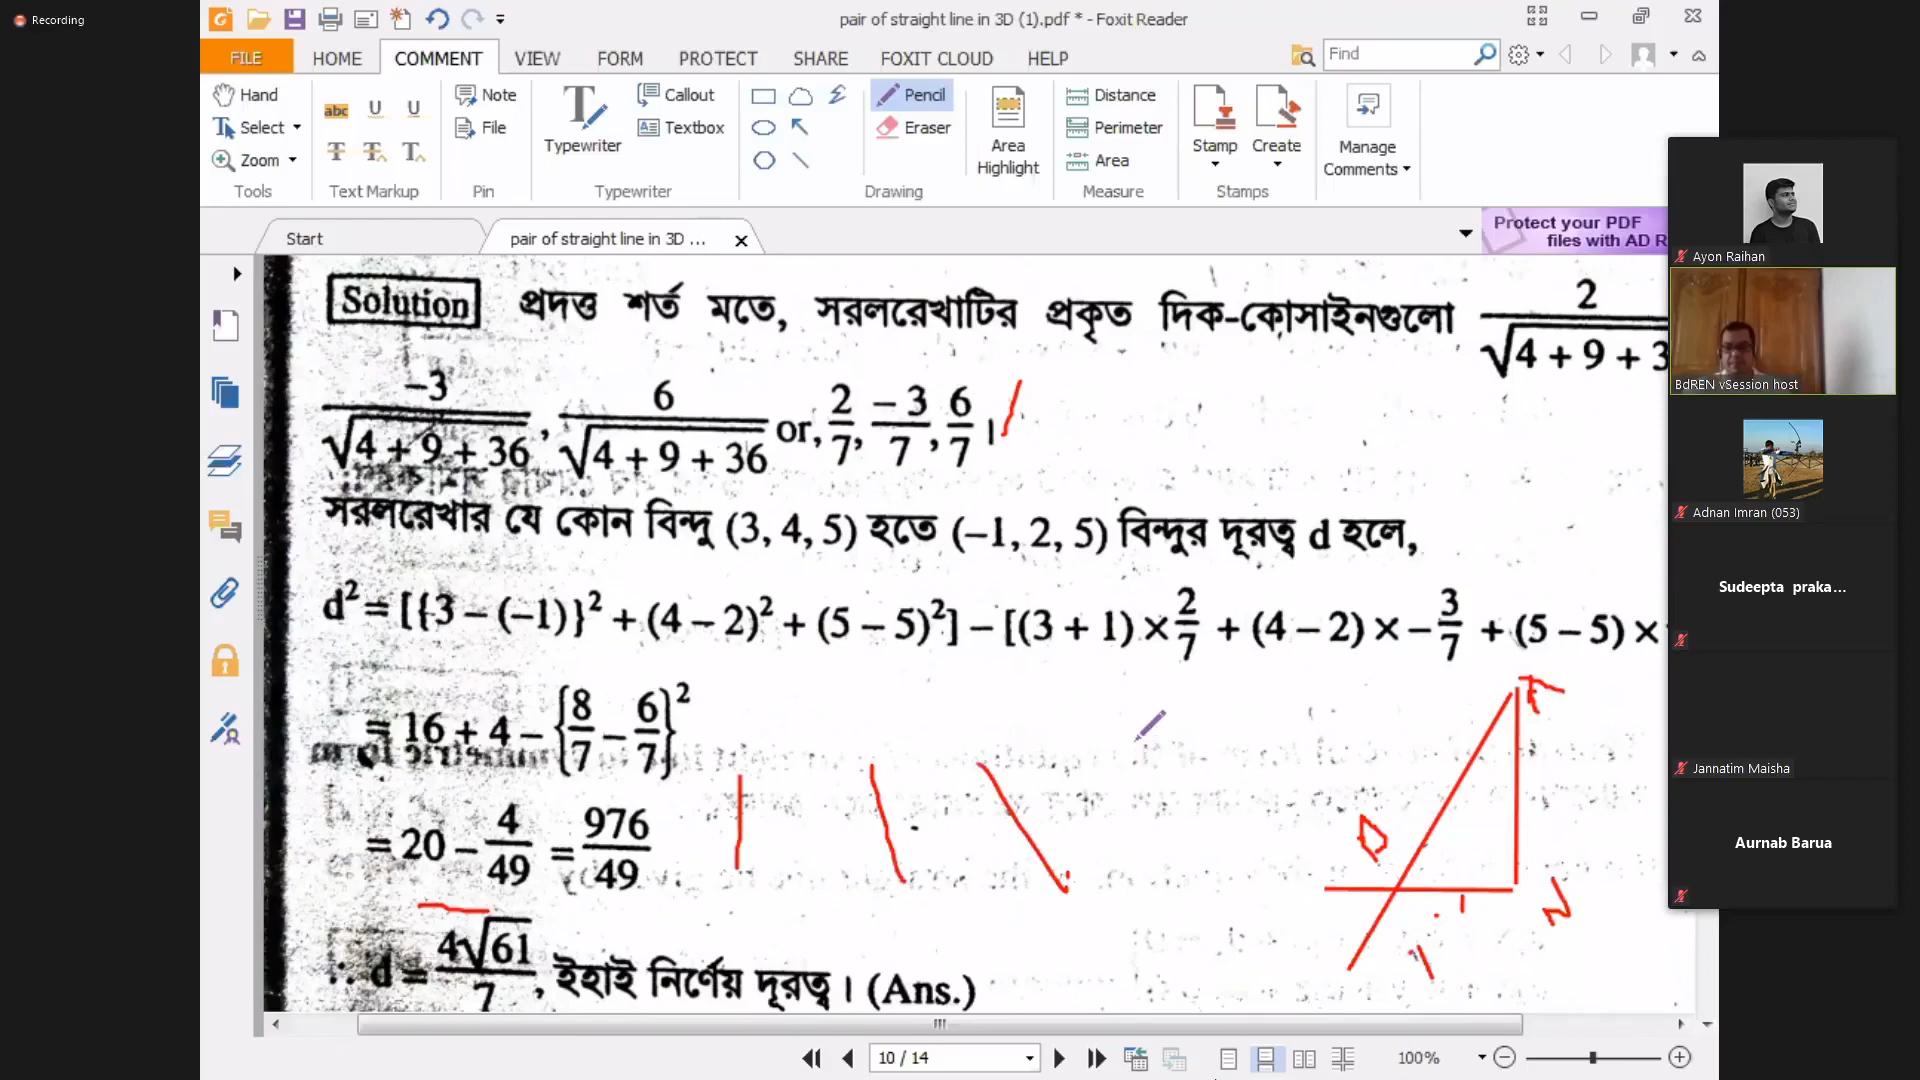 Recording
pair of straight line in 3D (1).pdf * - Foxit Reader
FILE HOME COMMENT VIEW FORM PROTECT SHARE FOXIT CLOUD HELP
Find
Hand
Select
Zoom
Tools
abc U U
T T T
Text Markup
Note
File
Pin
Typewriter
Callout
Textbox
Typewriter
Pencil
Eraser
Drawing
Area
Highlight
Distance
Perimeter
Area
Measure
Stamp
Create
Stamps
Manage
Comments
Start
pair of straight line in 3D ...
Protect your PDF
files with AD R
Solution প্রদত্ত শর্ত মতে, সরলরেখাটির প্রকৃত দিক-কোসাইনগুলো 2/√4 + 9 + 3
-3/√4 + 9 + 36, 6/√4 + 9 + 36 or, 2/7, -3/7, 6/7 ।
সরলরেখার যে কোন বিন্দু (3, 4, 5) হতে (–1, 2, 5) বিন্দুর দূরত্ব d হলে,
d² = [{3 – (–1)}² + (4 – 2)² + (5 – 5)²] – [(3 + 1) × 2/7 + (4 – 2) × – 3/7 + (5 – 5) ×
= 16 + 4 – {8/7 – 6/7}²
= 20 – 4/49 = 976/49
∴ d = 4√61/7, ইহাই নির্ণেয় দূরত্ব। (Ans.)
10 / 14
100%
Ayon Raihan
BdREN vSession host
Adnan Imran (053)
Sudeepta praka...
Jannatim Maisha
Aurnab Barua